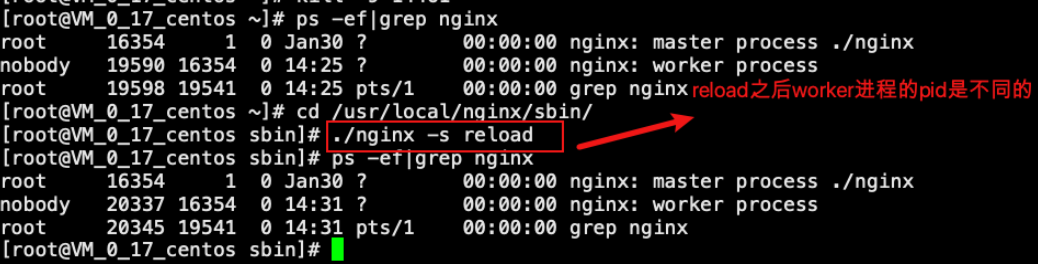 [root@VM_0_17_centos ~]# ps -ef|grep nginx
root     16354     1  0 Jan30 ?        00:00:00 nginx: master process ./nginx
nobody   19590 16354  0 14:25 ?        00:00:00 nginx: worker process
root     19598 19541  0 14:25 pts/1    00:00:00 grep nginx
reload之后worker进程的pid是不同的
[root@VM_0_17_centos ~]# cd /usr/local/nginx/sbin/
[root@VM_0_17_centos sbin]# ./nginx -s reload
[root@VM_0_17_centos sbin]# ps -ef|grep nginx
root     16354     1  0 Jan30 ?        00:00:00 nginx: master process ./nginx
nobody   20337 16354  0 14:31 ?        00:00:00 nginx: worker process
root     20345 19541  0 14:31 pts/1    00:00:00 grep nginx
[root@VM_0_17_centos sbin]#